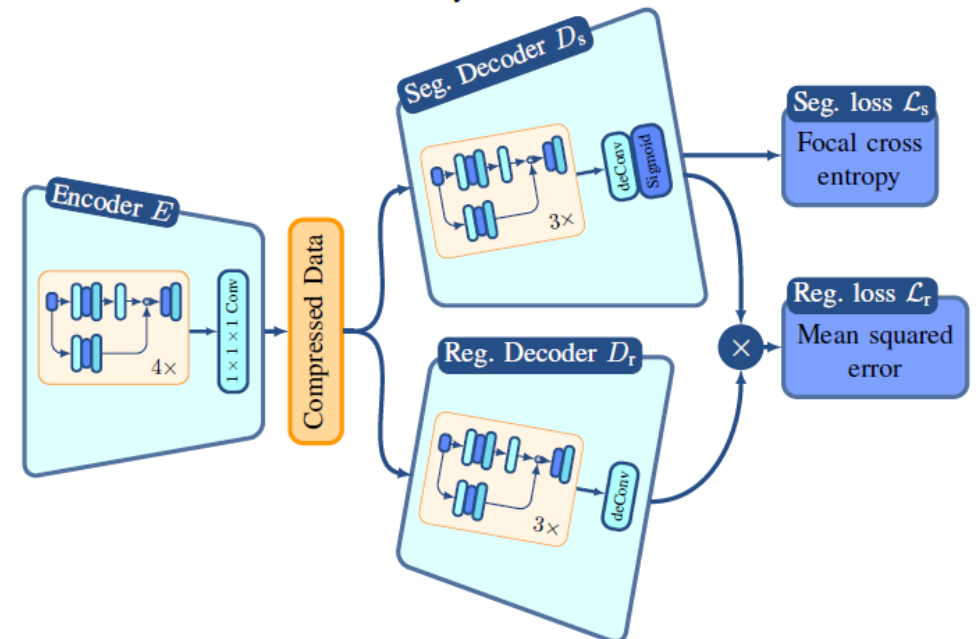 Seg. Decoder Dₛ
deConv
Sigmoid
3×
Seg. loss ℒₛ
Focal cross
entropy
Encoder E
4×
1 × 1 × 1 Conv
Compressed Data
Reg. Decoder Dᵣ
3×
deConv
×
Reg. loss ℒᵣ
Mean squared
error